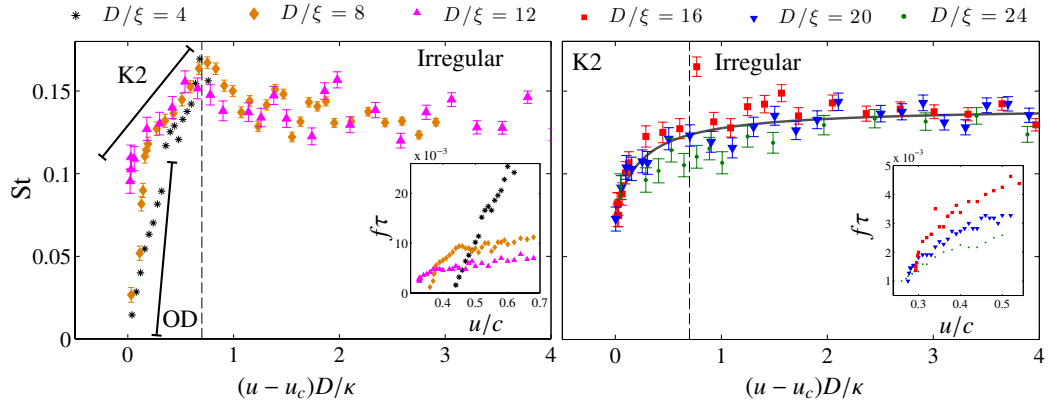 D/ξ = 4 D/ξ = 8 D/ξ = 12 D/ξ = 16 D/ξ = 20 D/ξ = 24
K2 Irregular
K2 Irregular
St
0.15
0.1
0.05
0
OD
5 × 10⁻³
20
10
0
fτ
0.4 0.5 0.6 0.7
u/c
× 10⁻³
5
4
3
2
1
0
fτ
0.3 0.4 0.5
u/c
0 1 2 3 4
0 1 2 3 4
(u − u_c)D/κ
(u − u_c)D/κ